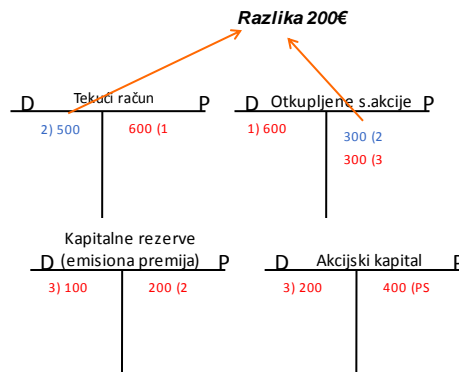 Razlika 200€
D Tekući račun P
2) 500 600 (1
D Otkupljene s.akcije P
1) 600 300 (2
300 (3
Kapitalne rezerve
D (emisiona premija) P
3) 100 200 (2
D Akcijski kapital P
3) 200 400 (PS